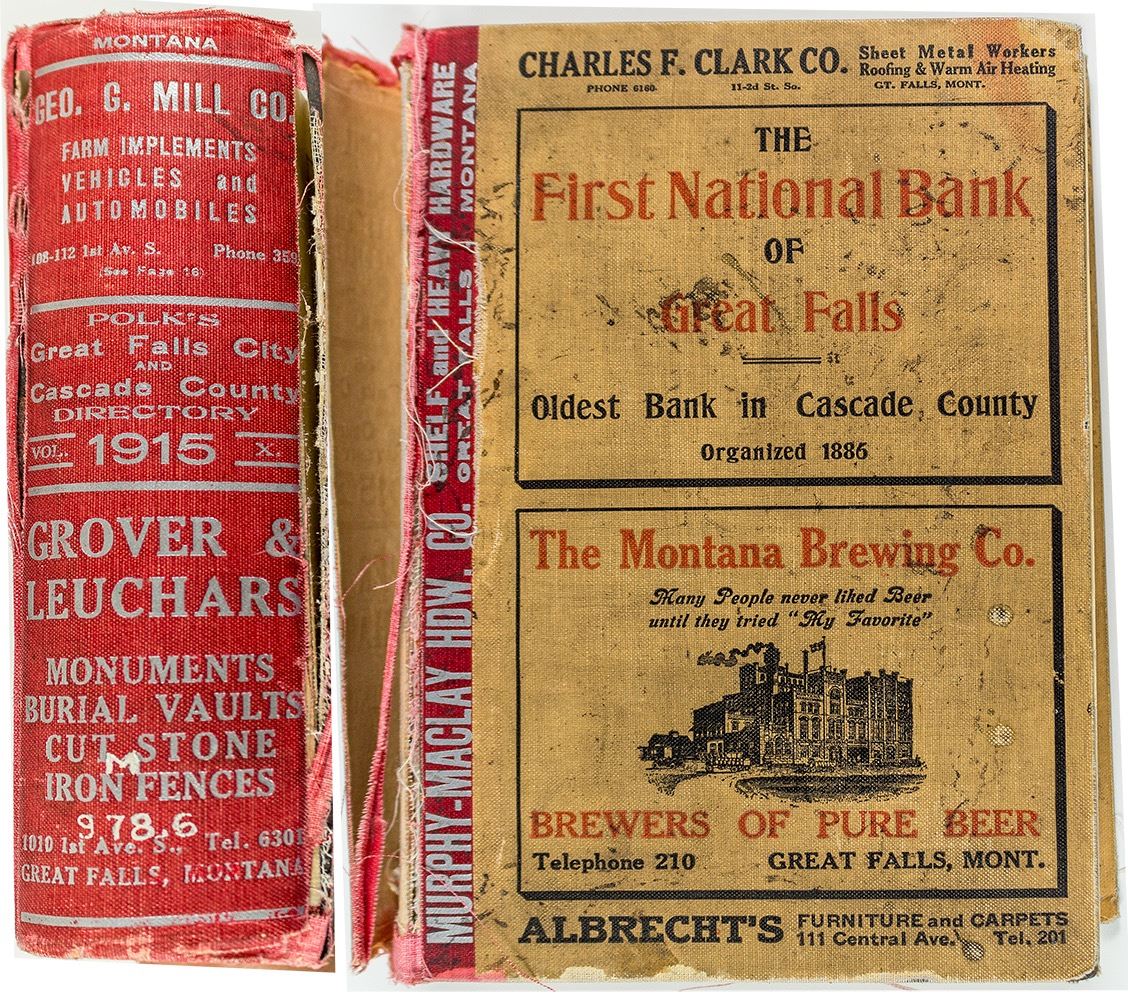 MONTANA
GEO. G. MILL CO.
FARM IMPLEMENTS
VEHICLES and
AUTOMOBILES
108-112 1st Av. S. Phone 359
(See Page 16)
POLK'S
Great Falls City
AND
Cascade County
DIRECTORY
VOL. 1915 X.
GROVER &
LEUCHARS
MONUMENTS
BURIAL VAULTS
CUT STONE
M
IRON FENCES
978.6
1010 1st Ave. S., Tel. 6301
GREAT FALLS, MONTANA
MURPHY-MACLAY HDW. CO. SHELF and HEAVY HARDWARE
GREAT FALLS MONTANA
CHARLES F. CLARK CO. Sheet Metal Workers
Roofing & Warm Air Heating
PHONE 6160 11-2d St. So. GT. FALLS, MONT.
THE
First National Bank
OF
Great Falls
Oldest Bank in Cascade County
Organized 1886
The Montana Brewing Co.
Many People never liked Beer
until they tried "My Favorite"
BREWERS OF PURE BEER
Telephone 210 GREAT FALLS, MONT.
ALBRECHT'S FURNITURE and CARPETS
111 Central Ave. Tel. 201